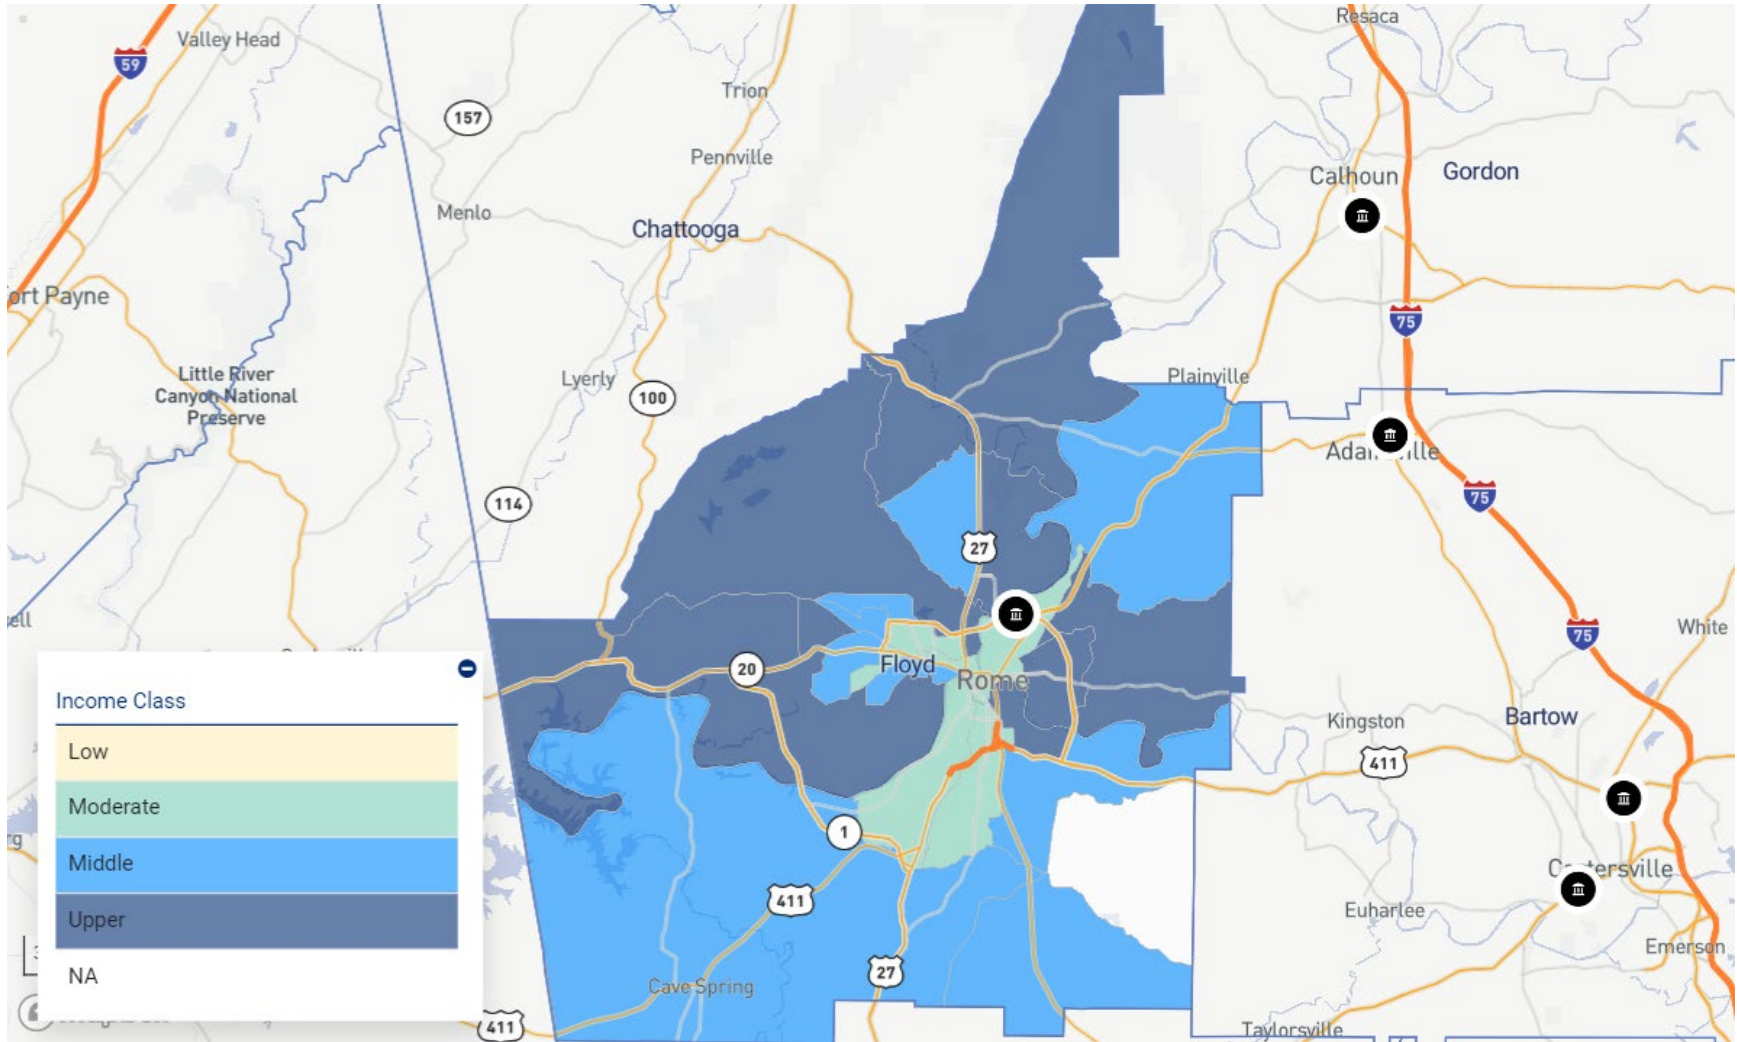 Resaca
Valley Head
59
Trion
157
Pennville
Calhoun
Gordon
Menlo
Chattooga
ort Payne
75
Little River
Canyon National
Preserve
Lyerly
Plainville
100
75
114
27
ell
White
75
20
Floyd
Rome
Income Class
Low
Moderate
Middle
Upper
NA
Kingston
Bartow
411
1
rg
411
Euharlee
Emerson
27
Cave Spring
411
Taylorsville